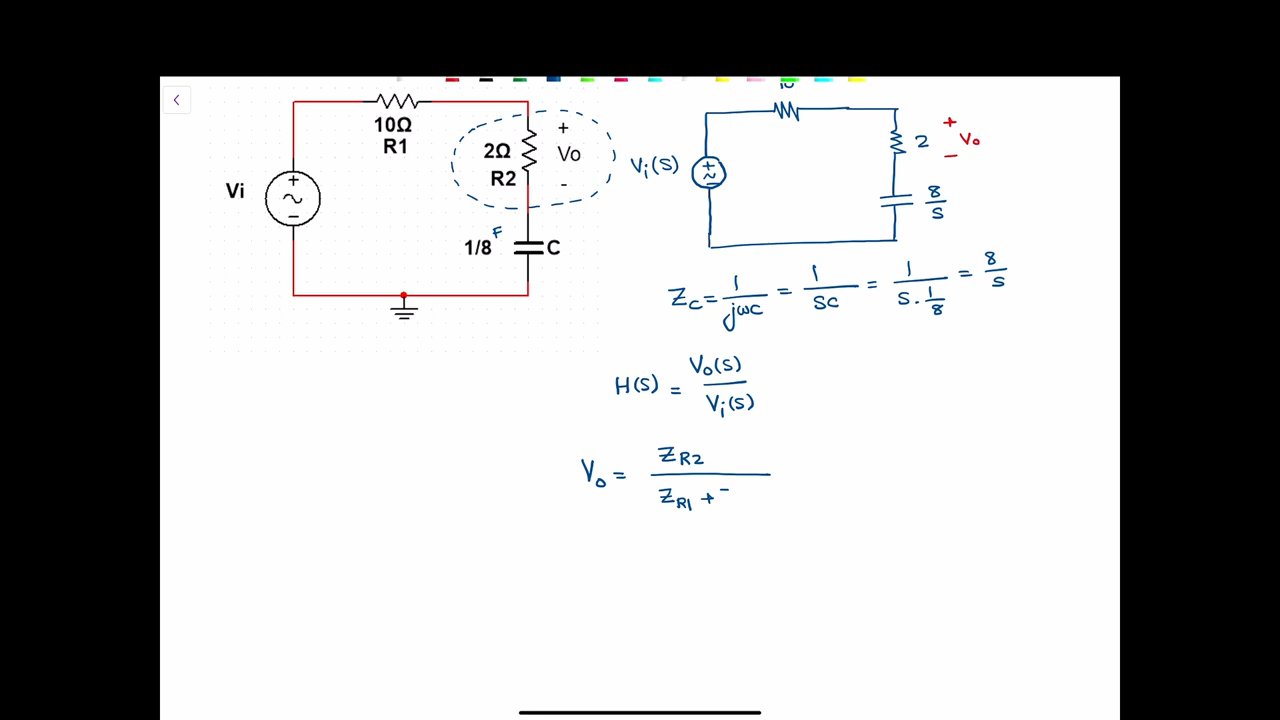 10Ω
R1
2Ω
R2
+
Vo
-
Vi
+
−
1/8 F
C
10
Vi(S)
+
2
+
Vo
−
8/S
Zc = 1/jωc = 1/SC = 1/(S · 1/8) = 8/S
H(S) = Vo(S)/Vi(S)
Vo = ZR2/ZR1 +